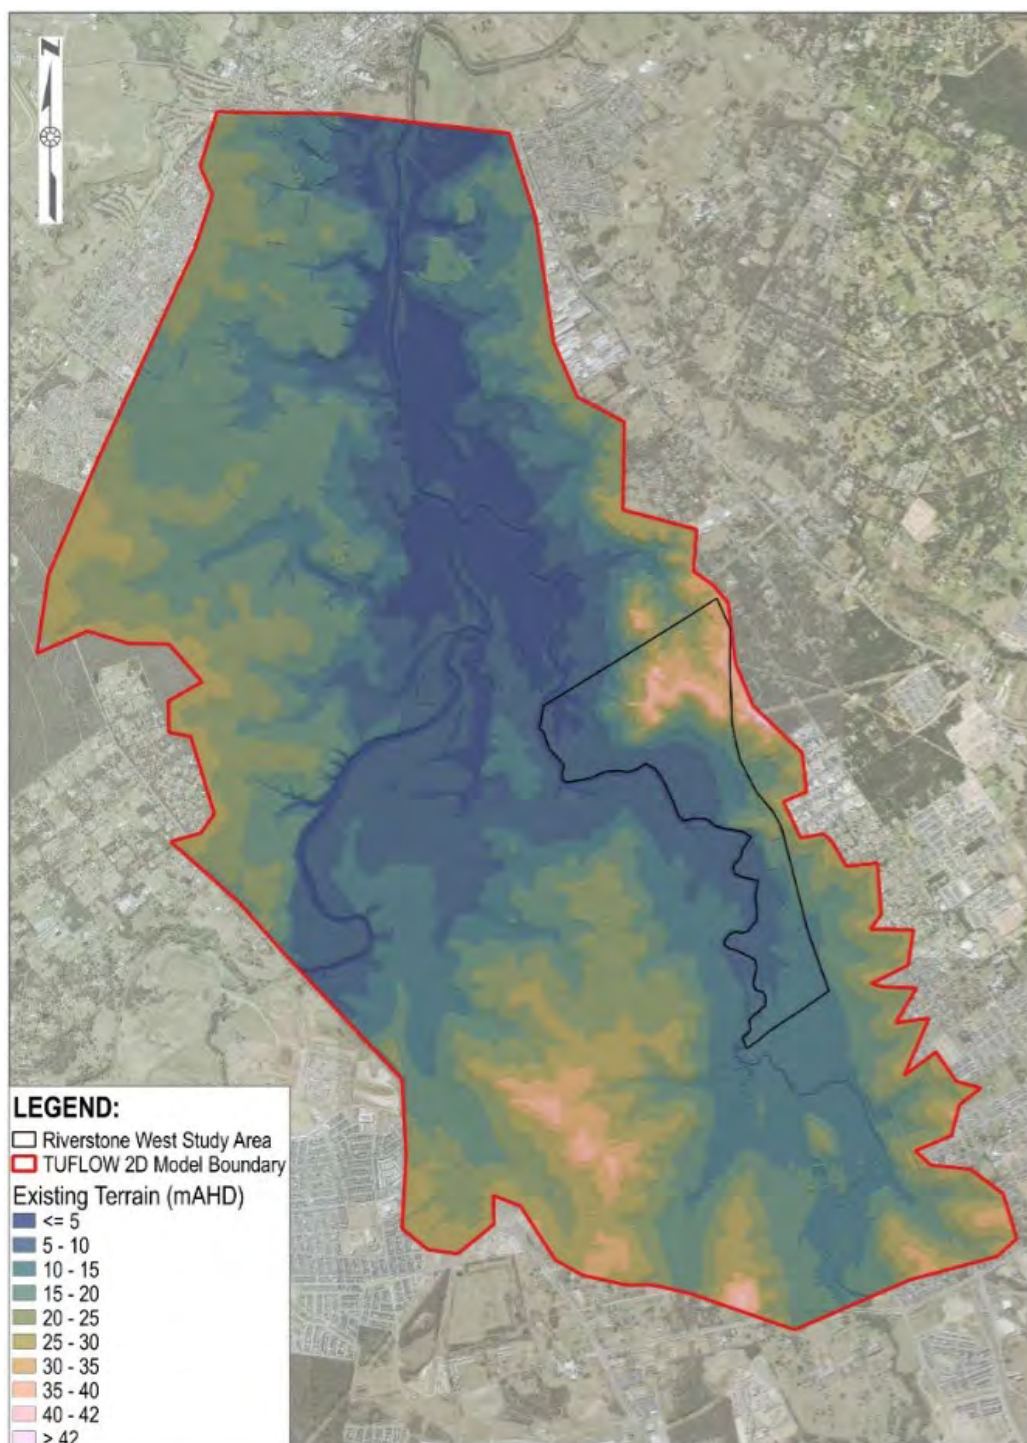 N
LEGEND:
Riverstone West Study Area
TUFLOW 2D Model Boundary
Existing Terrain (mAHD)
<= 5
5 - 10
10 - 15
15 - 20
20 - 25
25 - 30
30 - 35
35 - 40
40 - 42
> 42